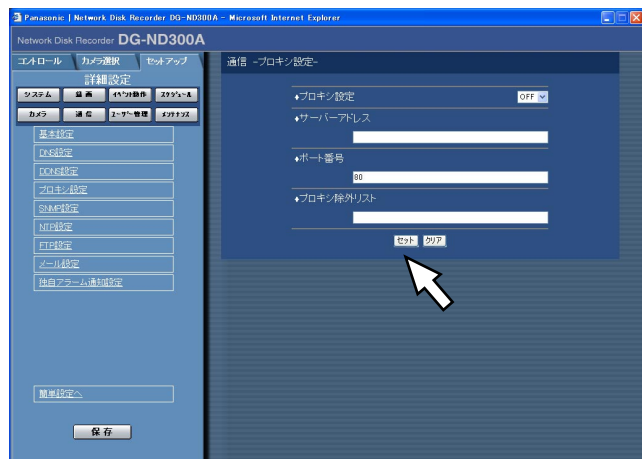 Panasonic | Network Disk Recorder DG-ND300A - Microsoft Internet Explorer
Network Disk Recorder DG-ND300A
コントロール カメラ選択 セットアップ
詳細設定
システム 録画 イベント動作 スケジュール
カメラ 通信 ユーザー管理 メンテナンス
基本設定
DNS設定
DDNS設定
プロキシ設定
SNMP設定
NTP設定
FTP設定
メール設定
独自アラーム通知設定
簡単設定へ
保存
通信 -プロキシ設定-
♦プロキシ設定 OFF
♦サーバーアドレス
♦ポート番号
80
♦プロキシ除外リスト
セット クリア